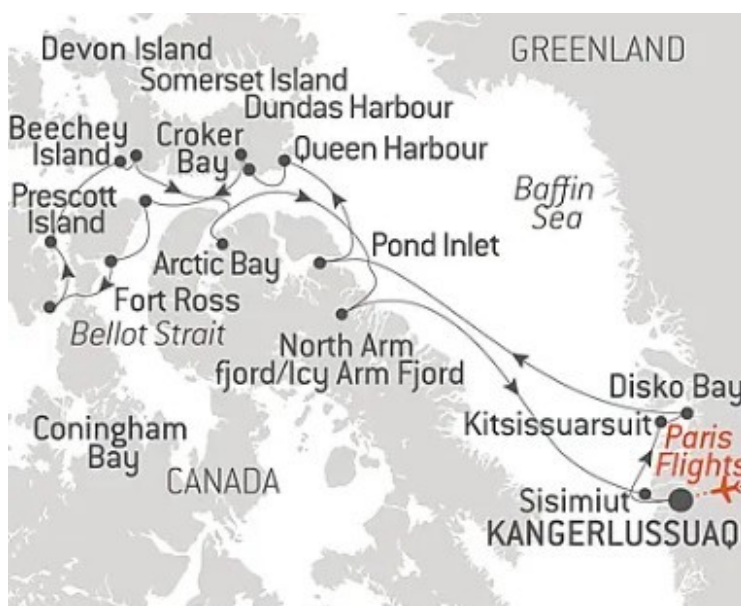 Devon Island
GREENLAND
Somerset Island
Dundas Harbour
Beechey
Island
Croker
Bay
Queen Harbour
Prescott
Island
Baffin
Sea
Pond Inlet
Arctic Bay
Fort Ross
Bellot Strait
North Arm
fjord/Icy Arm Fjord
Disko Bay
Kitsissuarsuit
Paris
Flights
Coningham
Bay
CANADA
Sisimiut
KANGERLUSSUAQ